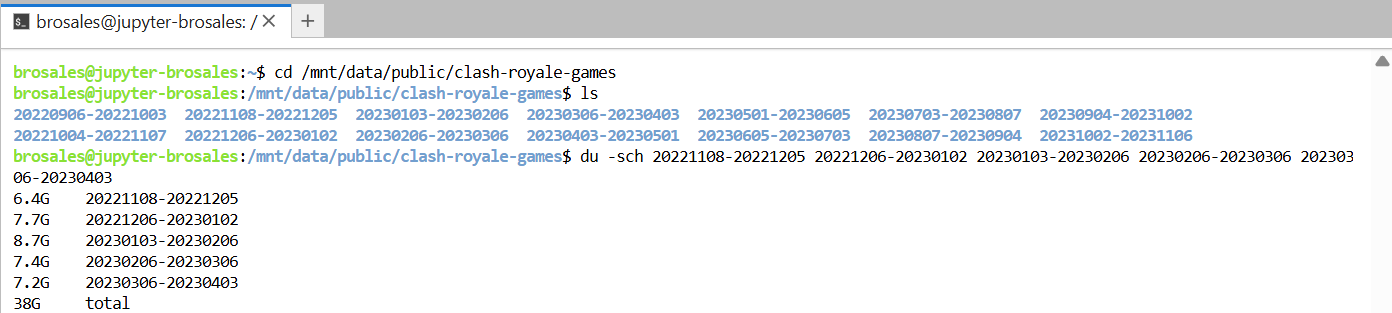 brosales@jupyter-brosales: /
brosales@jupyter-brosales:~$ cd /mnt/data/public/clash-royale-games
brosales@jupyter-brosales:/mnt/data/public/clash-royale-games$ ls
20220906-20221003  20221108-20221205  20230103-20230206  20230306-20230403  20230501-20230605  20230703-20230807  20230904-20231002
20221004-20221107  20221206-20230102  20230206-20230306  20230403-20230501  20230605-20230703  20230807-20230904  20231002-20231106
brosales@jupyter-brosales:/mnt/data/public/clash-royale-games$ du -sch 20221108-20221205 20221206-20230102 20230103-20230206 20230206-20230306 202303
06-20230403
6.4G    20221108-20221205
7.7G    20221206-20230102
8.7G    20230103-20230206
7.4G    20230206-20230306
7.2G    20230306-20230403
38G     total